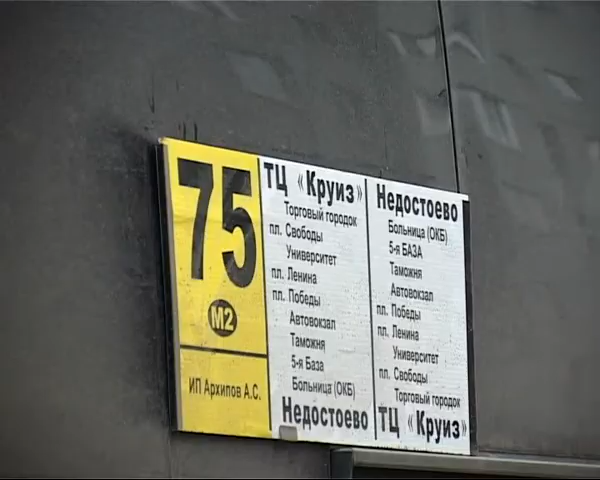 75
М2
ИП Архипов А.С.
ТЦ «Круиз»
Торговый городок
пл. Свободы
Университет
пл. Ленина
пл. Победы
Автовокзал
Таможня
5-я База
Больница (ОКБ)
Недостоево
Недостоево
Больница (ОКБ)
5-я БАЗА
Таможня
Автовокзал
пл. Победы
пл. Ленина
Университет
пл. Свободы
Торговый городок
ТЦ «Круиз»